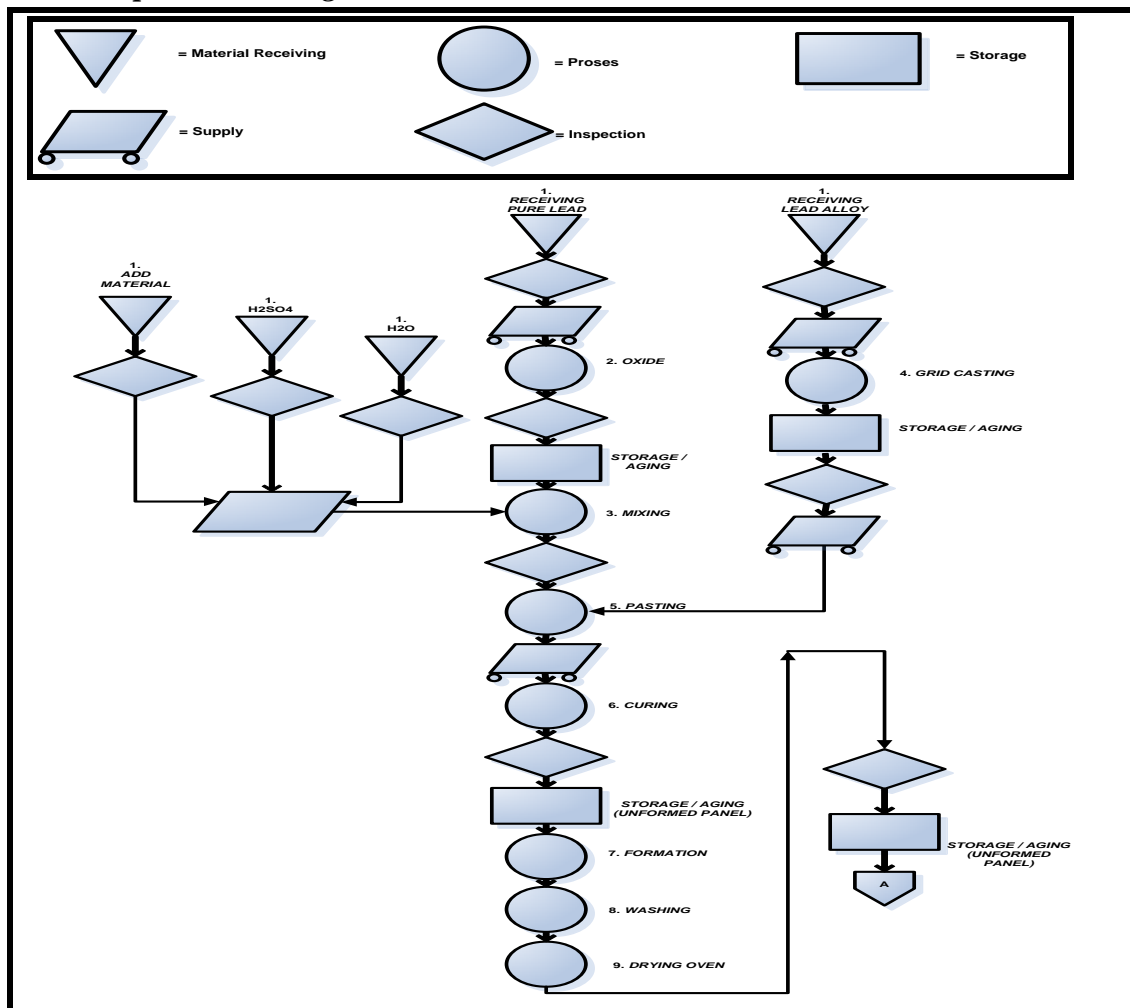 = Material Receiving
= Proses
= Storage
= Supply
= Inspection
1.
RECEIVING
PURE LEAD
1.
RECEIVING
LEAD ALLOY
1.
ADD
MATERIAL
1.
H2SO4
1.
H2O
2. OXIDE
4. GRID CASTING
STORAGE / AGING
STORAGE /
AGING
3. MIXING
5. PASTING
6. CURING
STORAGE / AGING
(UNFORMED PANEL)
7. FORMATION
STORAGE / AGING
(UNFORMED
PANEL)
A
8. WASHING
9. DRYING OVEN